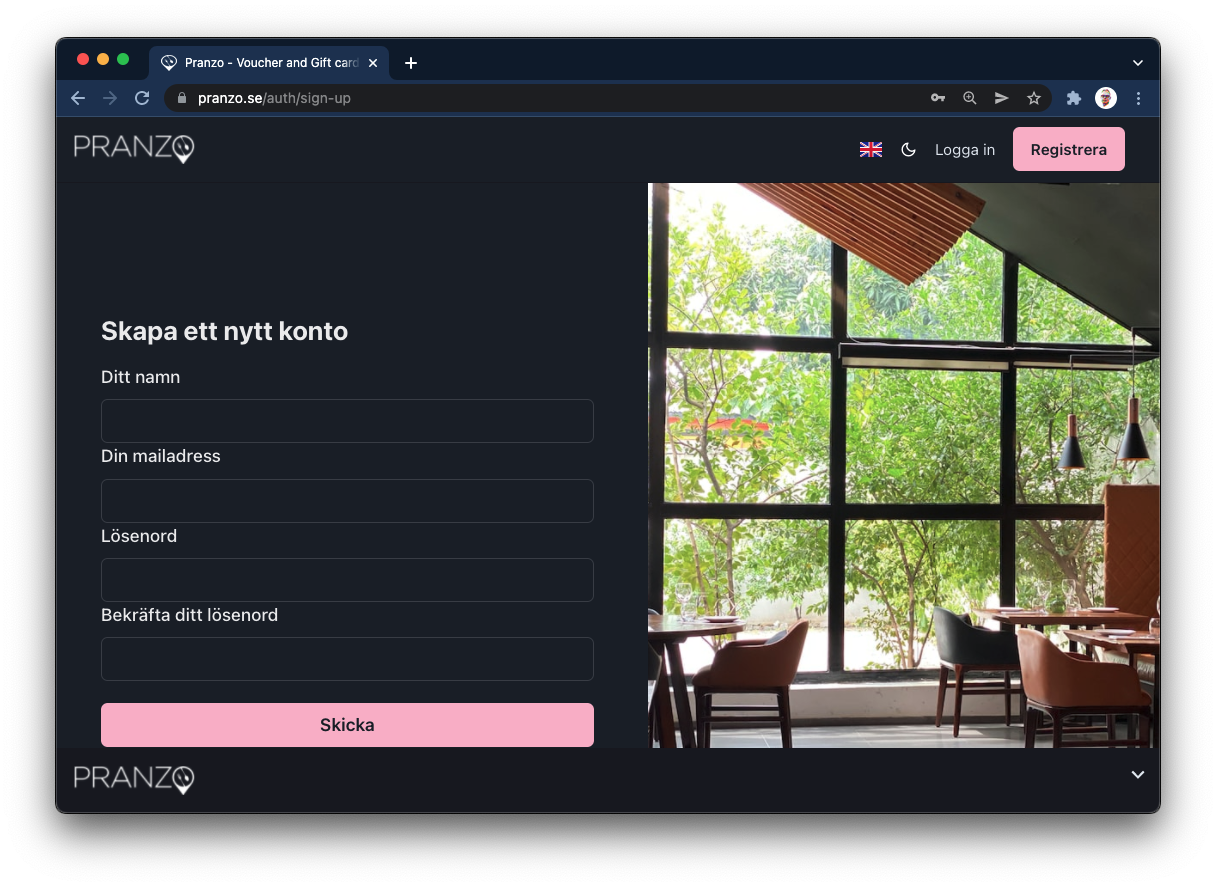 Pranzo - Voucher and Gift card
pranzo.se/auth/sign-up
PRANZO
Logga in
Registrera
Skapa ett nytt konto
Ditt namn
Din mailadress
Lösenord
Bekräfta ditt lösenord
Skicka
PRANZO